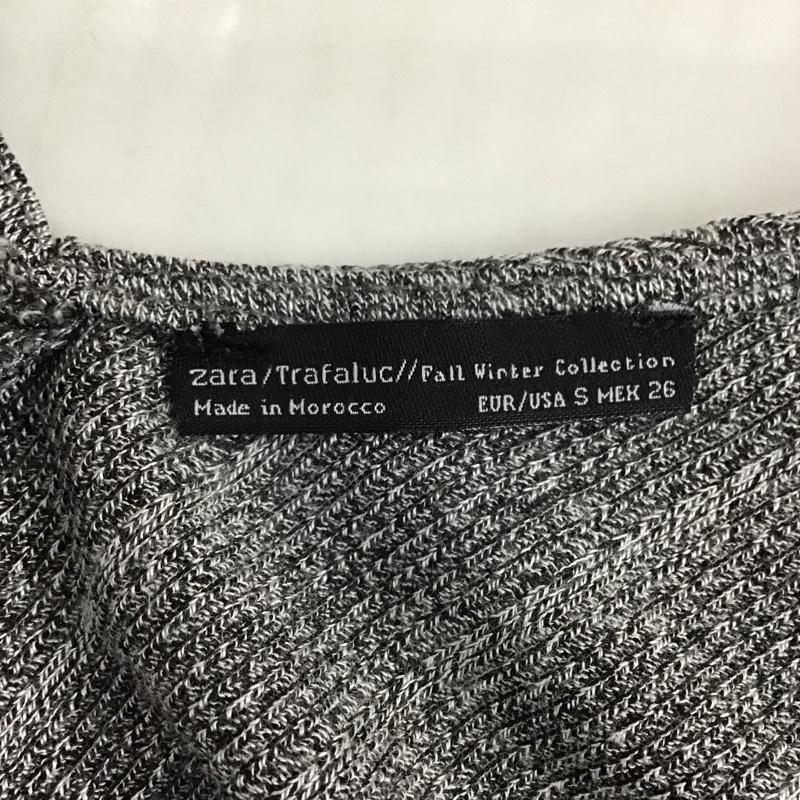 zara/Trafaluc//Fall Winter Collection
Made in Morocco EUR/USA S MEX 26